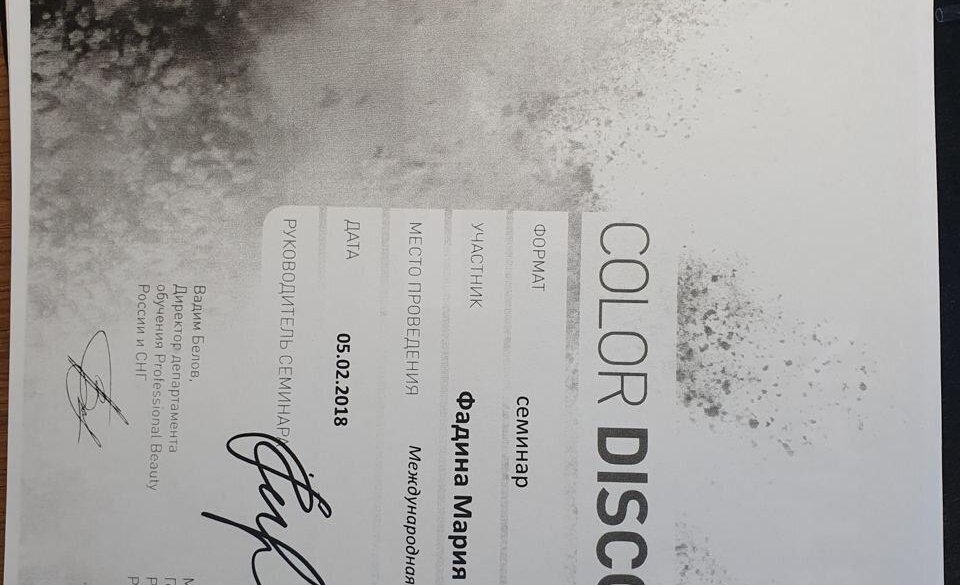 COLOR DISCO
ФОРМАТ семинар
УЧАСТНИК Фадина Мария
МЕСТО ПРОВЕДЕНИЯ Международная
ДАТА 05.02.2018
РУКОВОДИТЕЛЬ СЕМИНАРА
Вадим Белов,
Директор департамента
обучения Professional Beauty
России и СНГ